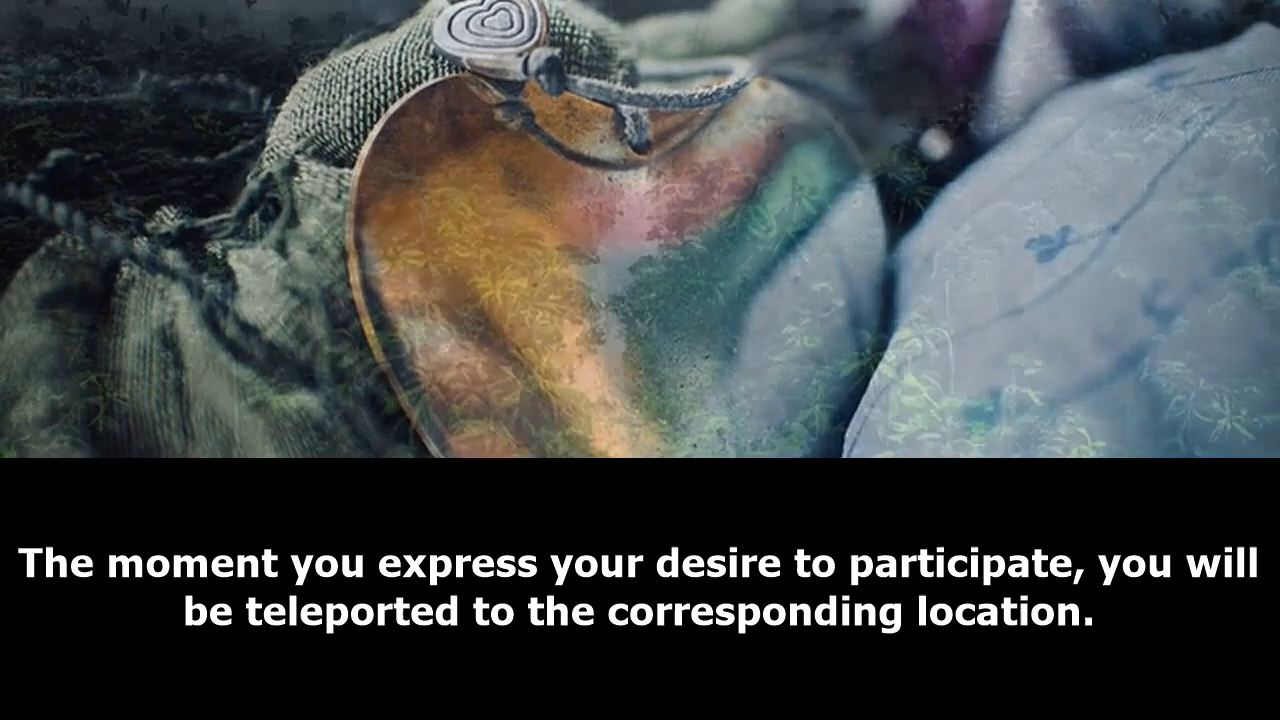 The moment you express your desire to participate, you will
be teleported to the corresponding location.